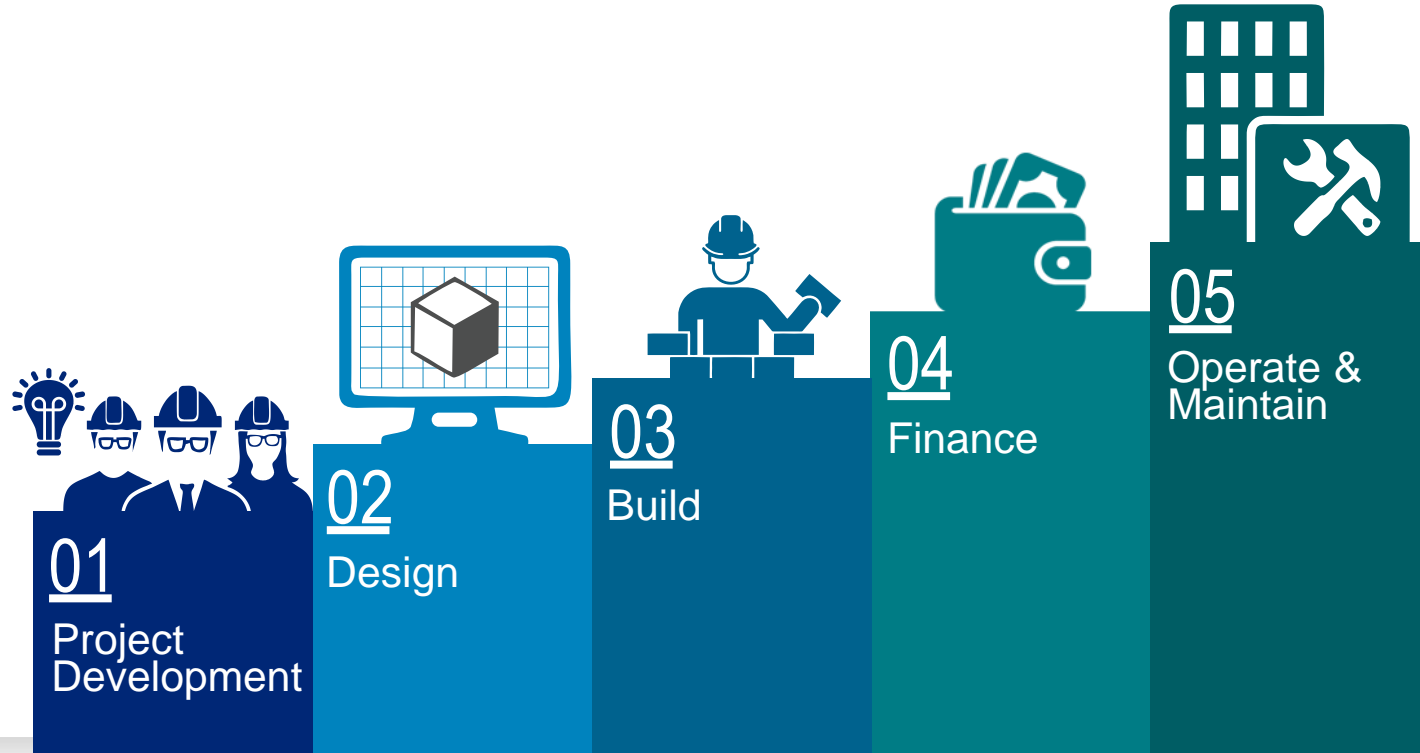 01
Project
Development
02
Design
03
Build
04
Finance
05
Operate &
Maintain